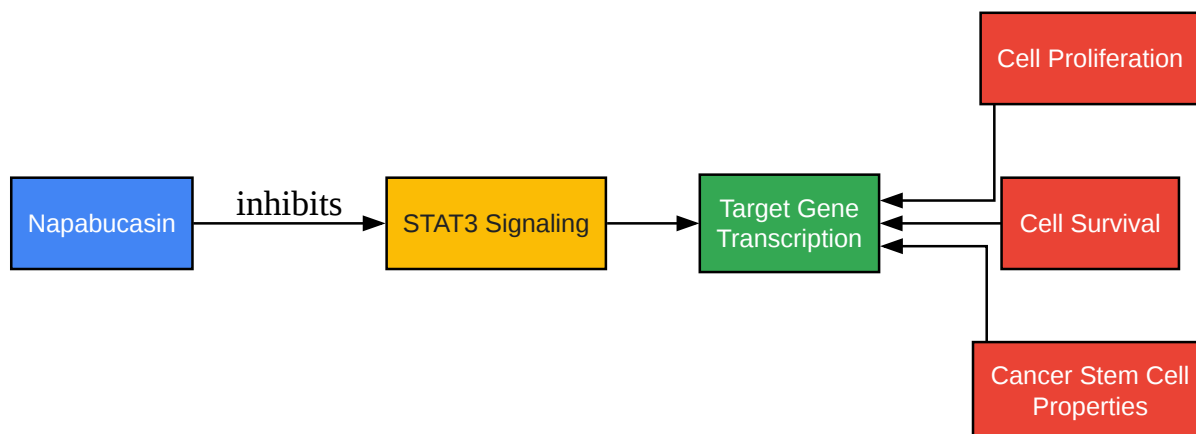 Napabucasin
inhibits
STAT3 Signaling
Target Gene
Transcription
Cell Proliferation
Cell Survival
Cancer Stem Cell
Properties